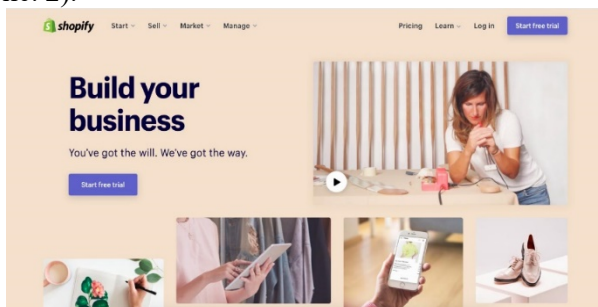 shopify Start Sell Market Manage Pricing Learn Log in Start free trial
Build your
business
You've got the will. We've got the way.
Start free trial